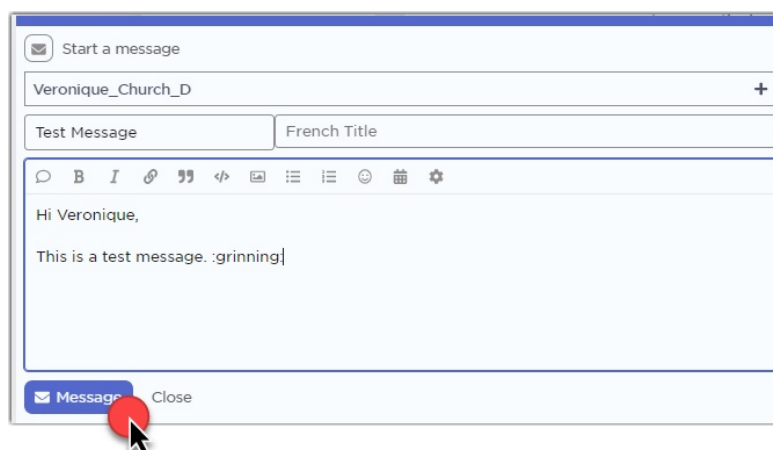 Start a message
Veronique_Church_D
Test Message French Title
Hi Veronique,
This is a test message. :grinning:
Message Close